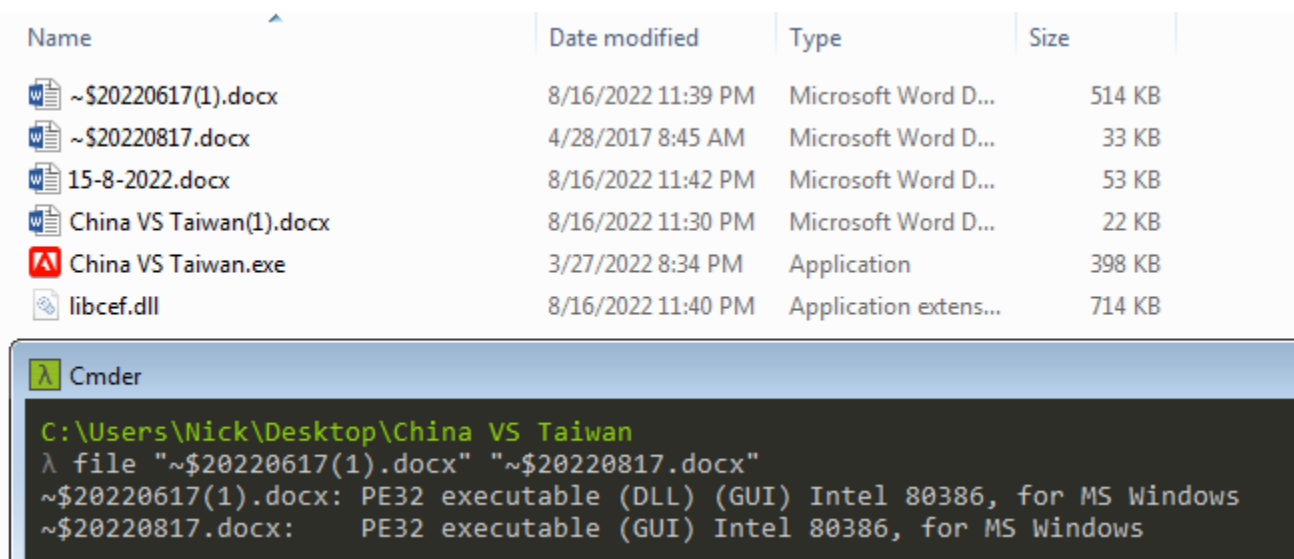 Name Date modified Type Size
~$20220617(1).docx 8/16/2022 11:39 PM Microsoft Word D... 514 KB
~$20220817.docx 4/28/2017 8:45 AM Microsoft Word D... 33 KB
15-8-2022.docx 8/16/2022 11:42 PM Microsoft Word D... 53 KB
China VS Taiwan(1).docx 8/16/2022 11:30 PM Microsoft Word D... 22 KB
China VS Taiwan.exe 3/27/2022 8:34 PM Application 398 KB
libcef.dll 8/16/2022 11:40 PM Application extens... 714 KB
λ Cmder
C:\Users\Nick\Desktop\China VS Taiwan
λ file "~$20220617(1).docx" "~$20220817.docx"
~$20220617(1).docx: PE32 executable (DLL) (GUI) Intel 80386, for MS Windows
~$20220817.docx:    PE32 executable (GUI) Intel 80386, for MS Windows